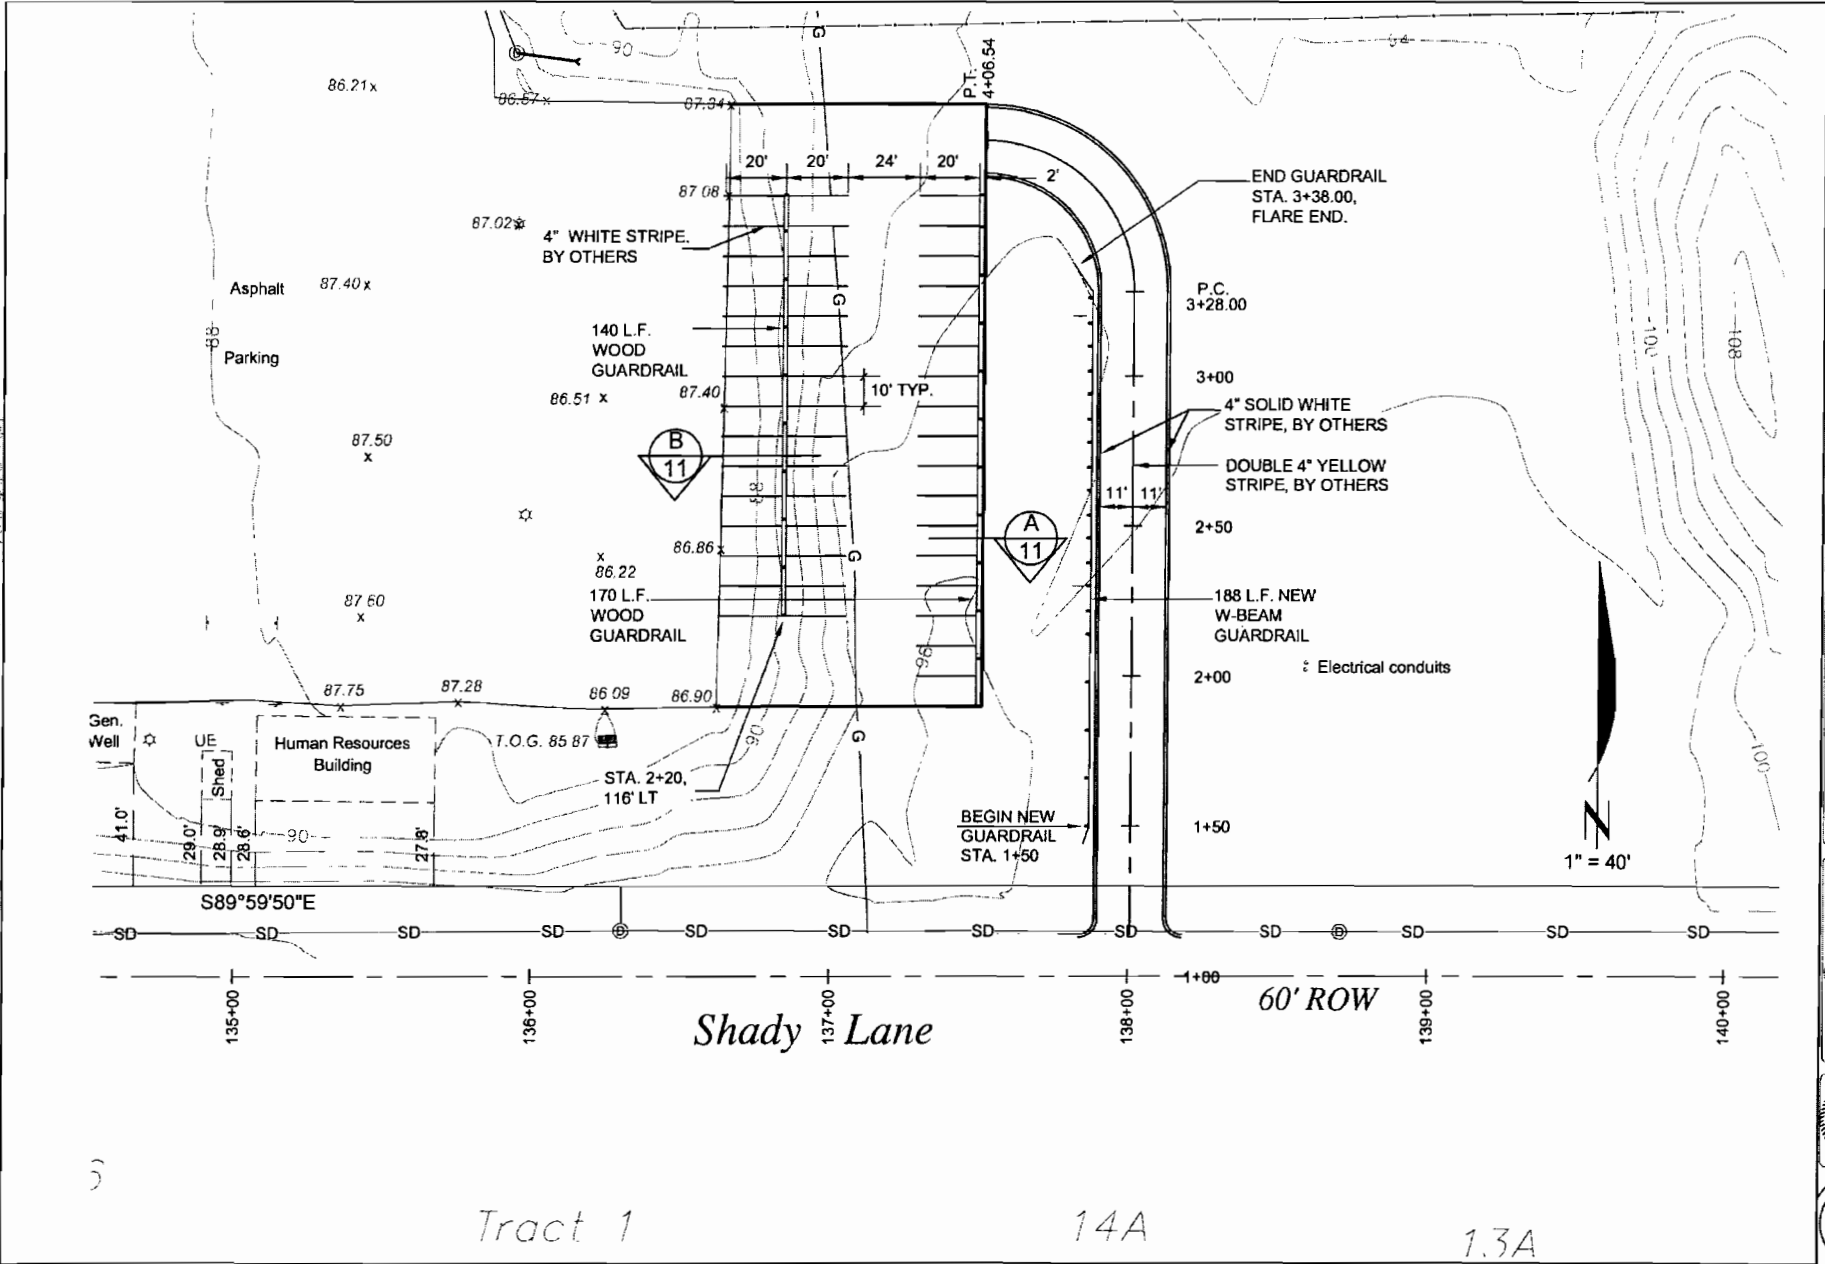 90
G
P.T.
4+06.54
86.21
86.57
87.34
20'
20'
24'
20'
2'
87.08
END GUARDRAIL
STA. 3+38.00,
FLARE END.
87.02
4" WHITE STRIPE.
BY OTHERS
Asphalt
87.40
G
P.C.
3+28.00
88
Parking
140 L.F.
WOOD
GUARDRAIL
100
108
3+00
86.51
87.40
10' TYP.
4" SOLID WHITE
STRIPE, BY OTHERS
87.50
B
11
DOUBLE 4" YELLOW
STRIPE, BY OTHERS
11'
11'
2+50
A
11
86.86
G
86.22
87.60
170 L.F.
WOOD
GUARDRAIL
188 L.F. NEW
W-BEAM
GUARDRAIL
96
Electrical conduits
2+00
87.75
87.28
86.09
86.90
Gen.
Well
UE
Shed
Human Resources
Building
T.O.G. 85.87
90
G
100
STA. 2+20,
116' LT
BEGIN NEW
GUARDRAIL
STA. 1+50
1+50
N
1" = 40'
41.0'
29.0'
28.9'
28.6'
90
27.8'
S89°59'50"E
SD
SD
SD
SD
SD
SD
SD
SD
SD
SD
SD
SD
1+00
135+00
136+00
137+00
138+00
139+00
140+00
Shady Lane
60' ROW
Tract 1
14A
13A